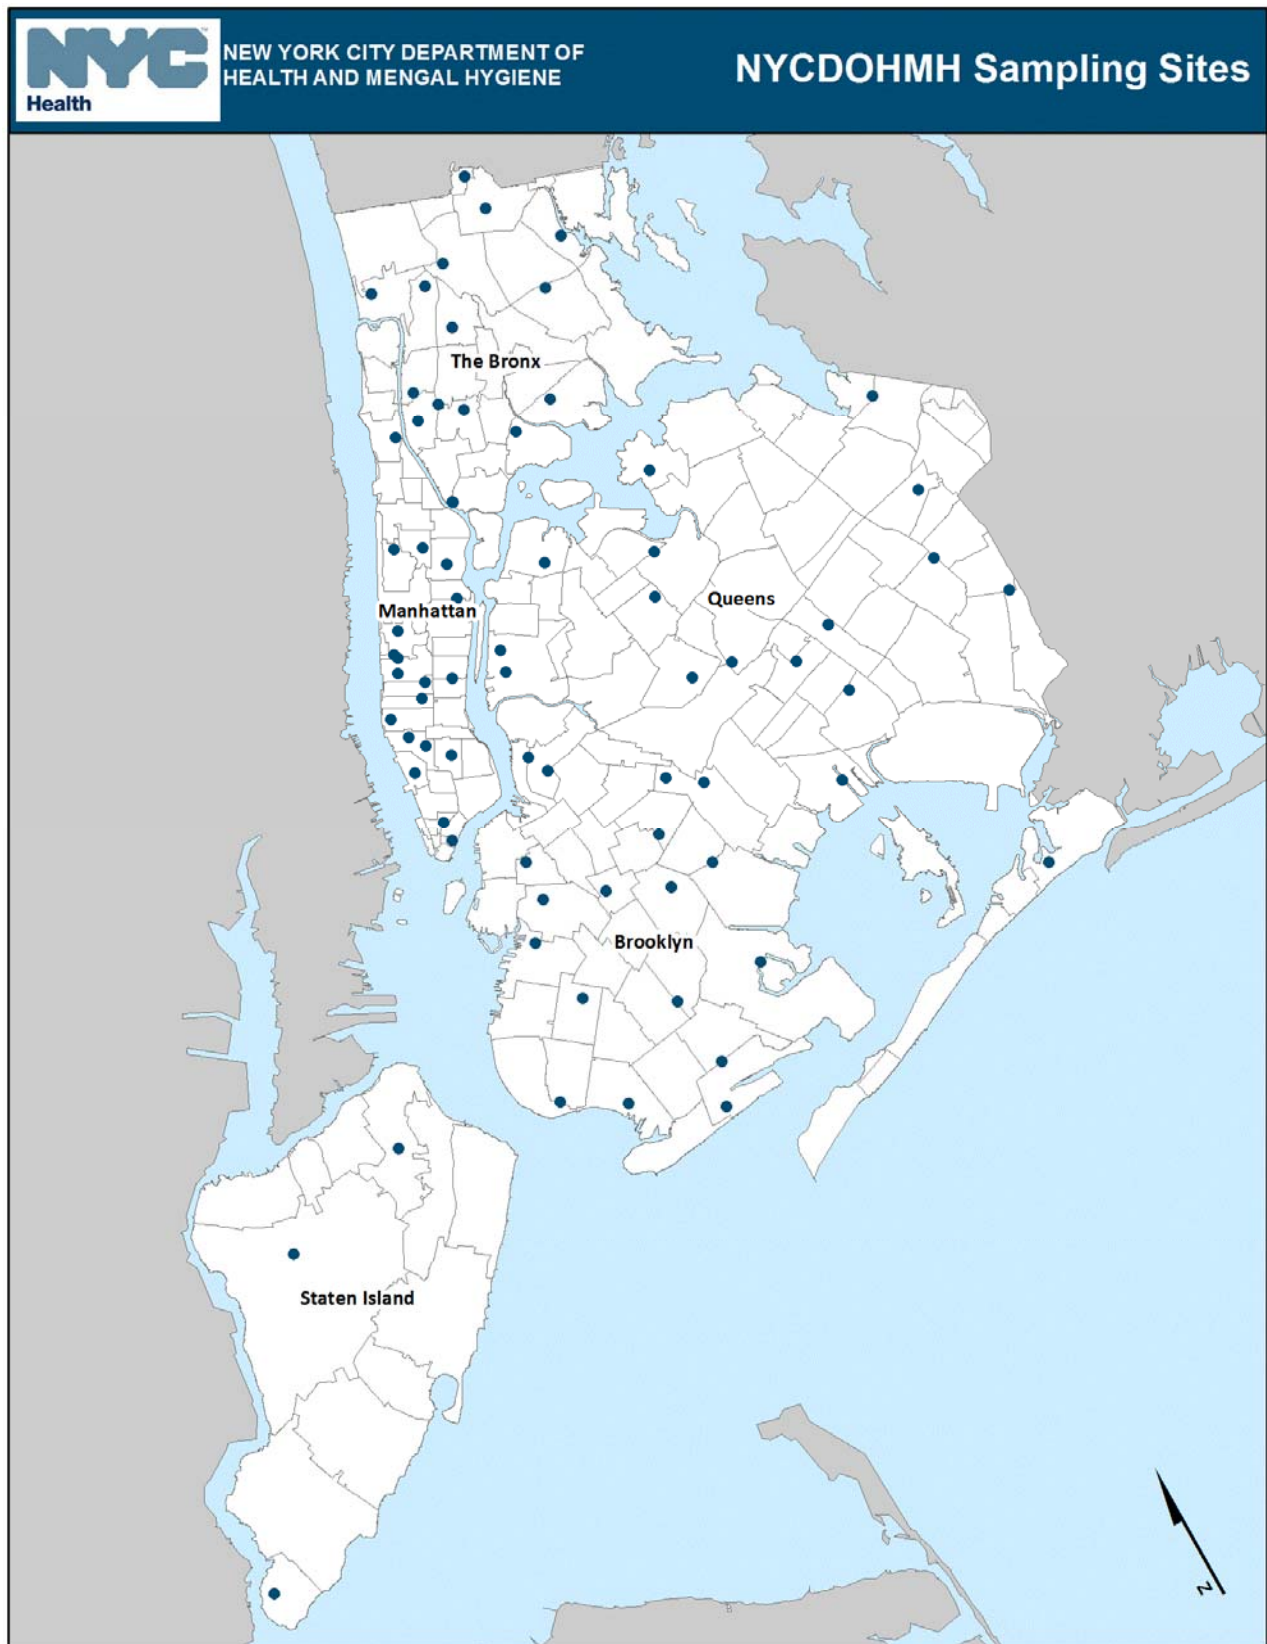 NYC
Health
NEW YORK CITY DEPARTMENT OF
HEALTH AND MENGAL HYGIENE
NYCDOHMH Sampling Sites
The Bronx
Queens
Manhattan
Brooklyn
Staten Island
N